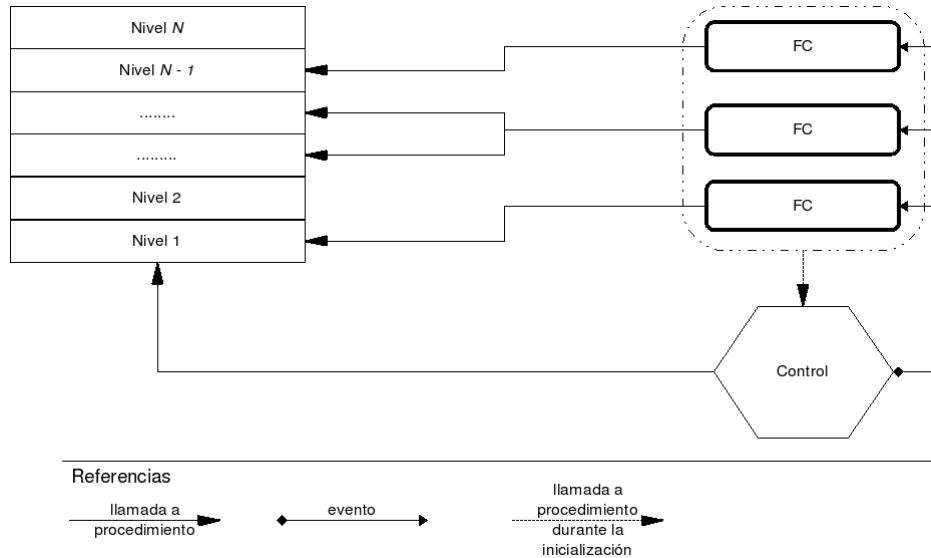 Nivel N
Nivel N - 1
........
.........
Nivel 2
Nivel 1
FC
FC
FC
Control
Referencias
llamada a
procedimiento
evento
llamada a
procedimiento
durante la
inicialización